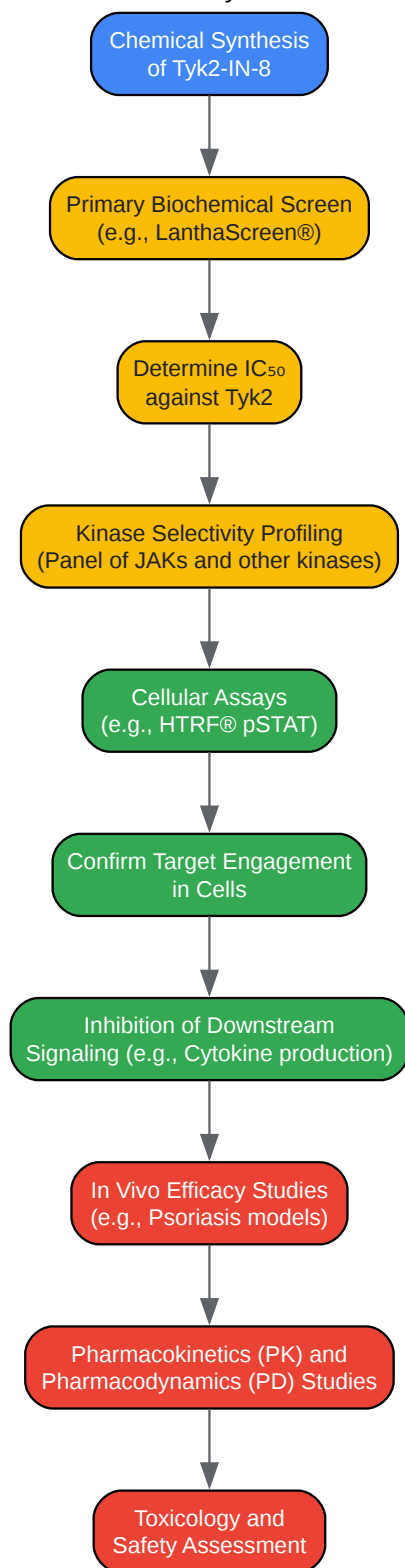 Chemical Synthesis
of Tyk2-IN-8
Primary Biochemical Screen
(e.g., LanthaScreen®)
Determine IC₅₀
against Tyk2
Kinase Selectivity Profiling
(Panel of JAKs and other kinases)
Cellular Assays
(e.g., HTRF® pSTAT)
Confirm Target Engagement
in Cells
Inhibition of Downstream
Signaling (e.g., Cytokine production)
In Vivo Efficacy Studies
(e.g., Psoriasis models)
Pharmacokinetics (PK) and
Pharmacodynamics (PD) Studies
Toxicology and
Safety Assessment